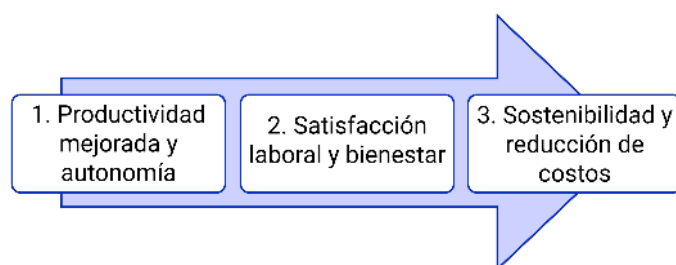 1. Productividad
mejorada y
autonomía
2. Satisfacción
laboral y bienestar
3. Sostenibilidad y
reducción de
costos